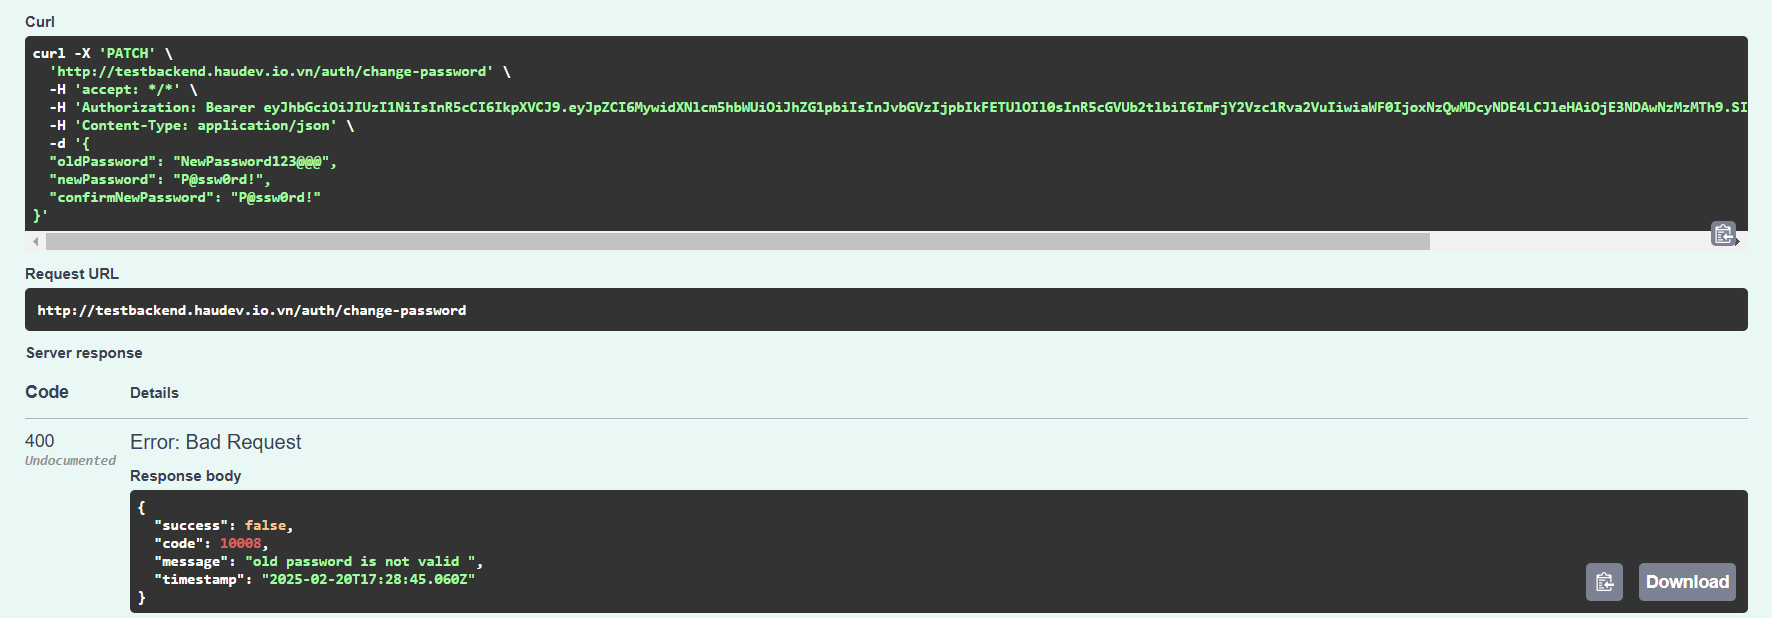 Curl
curl -X 'PATCH' \
  'http://testbackend.haudev.io.vn/auth/change-password' \
  -H 'accept: */*' \
  -H 'Authorization: Bearer eyJhbGciOiJIUzI1NiIsInR5cCI6IkpXVCJ9.eyJpZCI6MywidXNlcm5hbWUiOiJhZG1pbiIsInJvbGVzIjpbIkFETUlOIl0sInR5cGVUb2tlbiI6ImFjY2Vzc1Rva2VuIiwiaWF0IjoxNzQwMDcyNDE4LCJleHAiOjE3NDAwNzMzMTh9.SI
  -H 'Content-Type: application/json' \
  -d '{
  "oldPassword": "NewPassword123@@@",
  "newPassword": "P@ssw0rd!",
  "confirmNewPassword": "P@ssw0rd!"
}'
Request URL
http://testbackend.haudev.io.vn/auth/change-password
Server response
Code Details
400 Error: Bad Request
Undocumented
Response body
{
  "success": false,
  "code": 10008,
  "message": "old password is not valid ",
  "timestamp": "2025-02-20T17:28:45.060Z"
}
Download